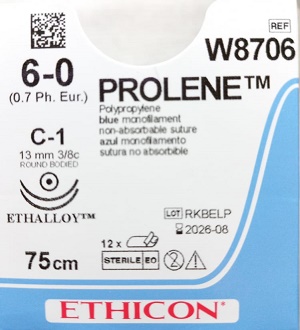 REF
W8706
6-0
(0.7 Ph. Eur.)
PROLENE™
Polypropylene
blue monofilament
non-absorbable suture
azul monofilamento
sutura no absorbible
C-1
13 mm 3/8c
ROUND BODIED
ETHALLOY™
LOT RKBELP
2026-08
12 x
STERILE EO
2
75cm
ETHICON®